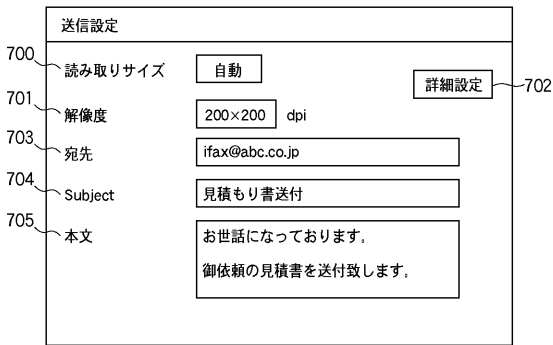 送信設定
700
読み取りサイズ
自動
詳細設定
702
701
解像度
200×200
dpi
703
宛先
ifax@abc.co.jp
704
Subject
見積もり書送付
705
本文
お世話になっております。
御依頼の見積書を送付致します。